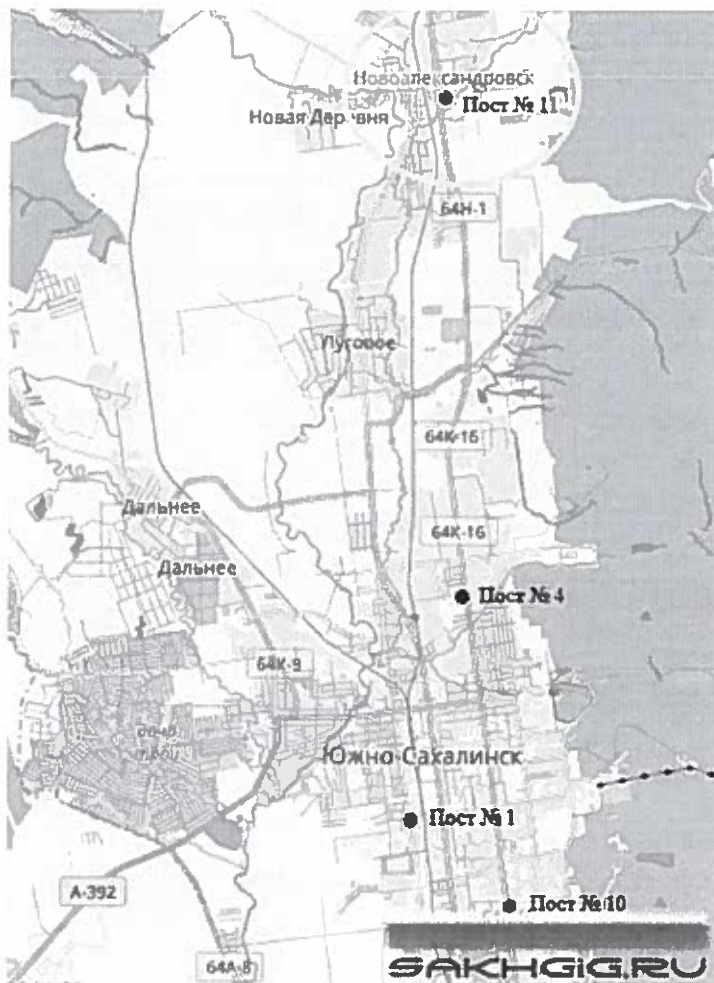 Новоалександровск
Пост № 11
Новая Деревня
64Н-1
Луговое
64К-16
Дальнее
64К-16
Дальнее
Пост № 4
64К-9
Южно-Сахалинск
Пост № 1
А-392
Пост № 10
64А-8
SAKHGIG.RU